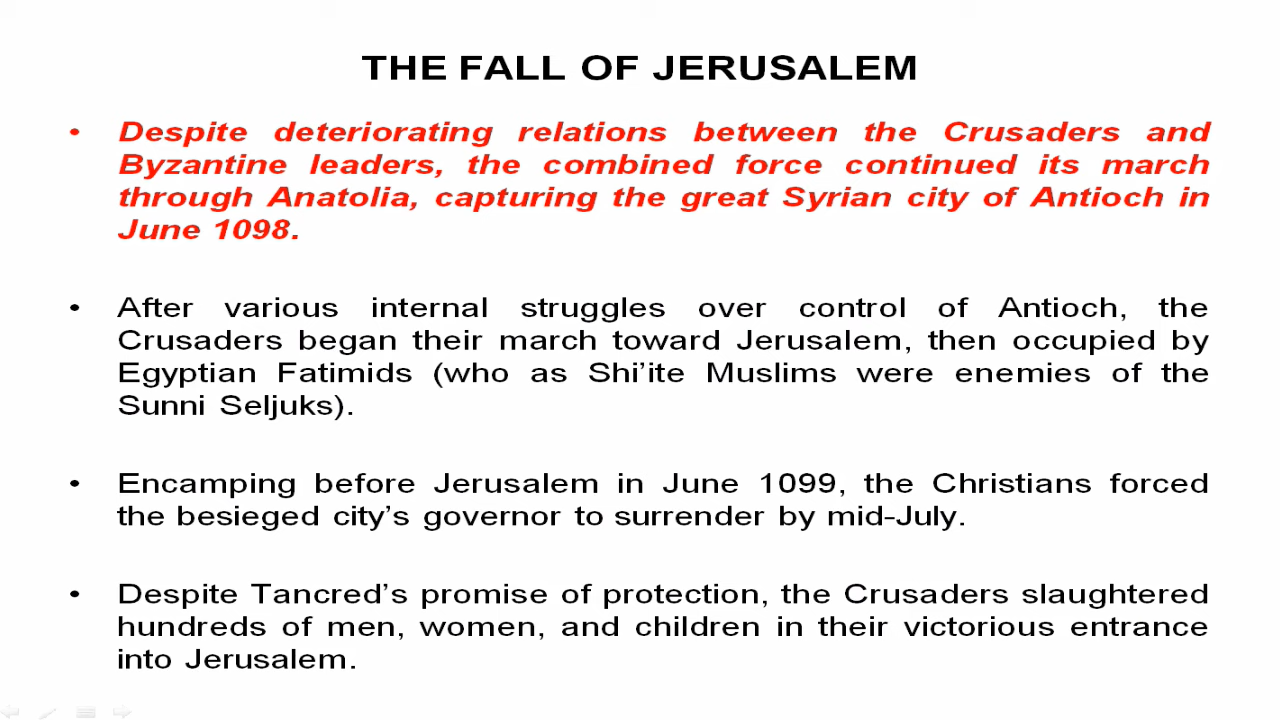 THE FALL OF JERUSALEM
• Despite deteriorating relations between the Crusaders and
Byzantine leaders, the combined force continued its march
through Anatolia, capturing the great Syrian city of Antioch in
June 1098.
• After various internal struggles over control of Antioch, the
Crusaders began their march toward Jerusalem, then occupied by
Egyptian Fatimids (who as Shi’ite Muslims were enemies of the
Sunni Seljuks).
• Encamping before Jerusalem in June 1099, the Christians forced
the besieged city’s governor to surrender by mid-July.
• Despite Tancred’s promise of protection, the Crusaders slaughtered
hundreds of men, women, and children in their victorious entrance
into Jerusalem.